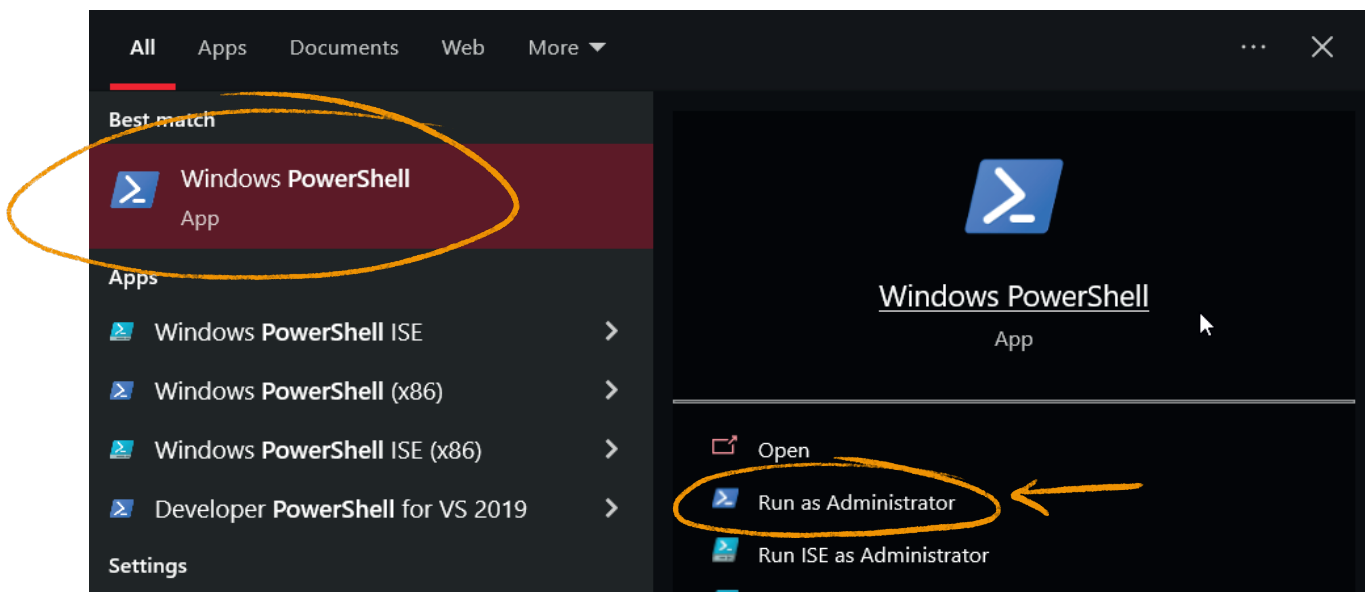 All Apps Documents Web More
Best match
Windows PowerShell
App
Apps
Windows PowerShell ISE
Windows PowerShell (x86)
Windows PowerShell ISE (x86)
Developer PowerShell for VS 2019
Settings
Windows PowerShell
App
Open
Run as Administrator
Run ISE as Administrator